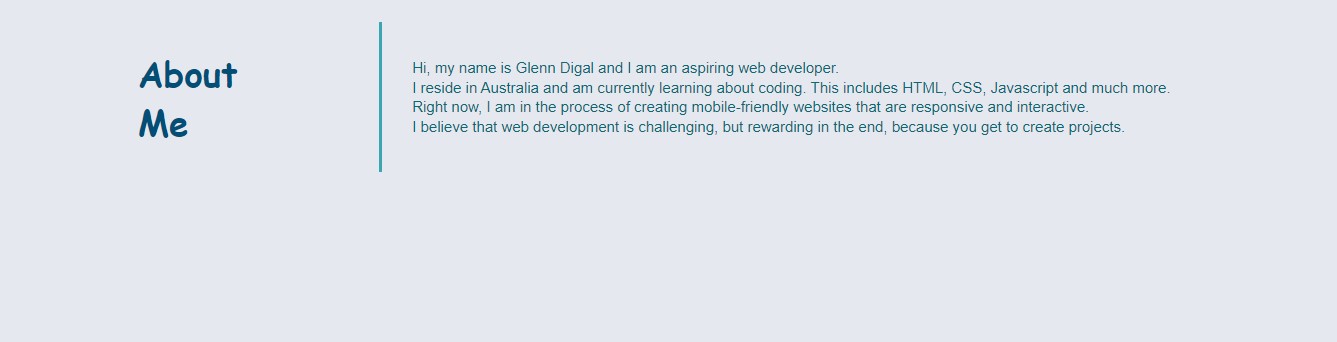 About
Me
Hi, my name is Glenn Digal and I am an aspiring web developer.
I reside in Australia and am currently learning about coding. This includes HTML, CSS, Javascript and much more.
Right now, I am in the process of creating mobile-friendly websites that are responsive and interactive.
I believe that web development is challenging, but rewarding in the end, because you get to create projects.